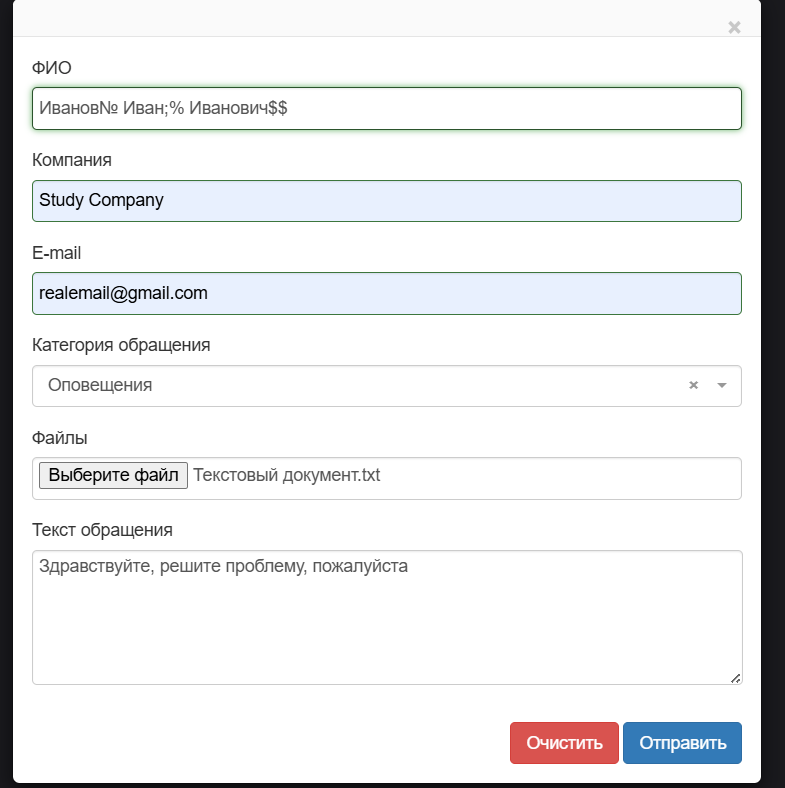 ×
ФИО
Иванов№ Иван;% Иванович$$
Компания
Study Company
E-mail
realemail@gmail.com
Категория обращения
Оповещения ×
Файлы
Выберите файл Текстовый документ.txt
Текст обращения
Здравствуйте, решите проблему, пожалуйста
Очистить Отправить